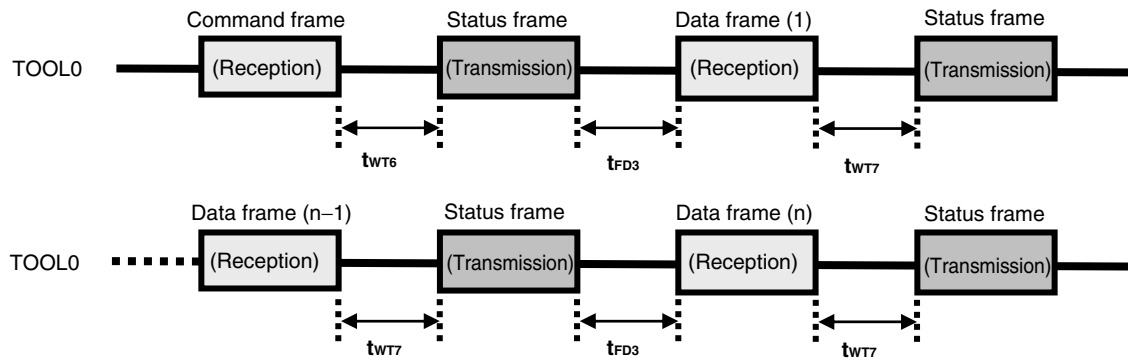 Command frame Status frame Data frame (1) Status frame
TOOL0 (Reception) (Transmission) (Reception) (Transmission)
tWT6 tFD3 tWT7
Data frame (n−1) Status frame Data frame (n) Status frame
TOOL0 (Reception) (Transmission) (Reception) (Transmission)
tWT7 tFD3 tWT7